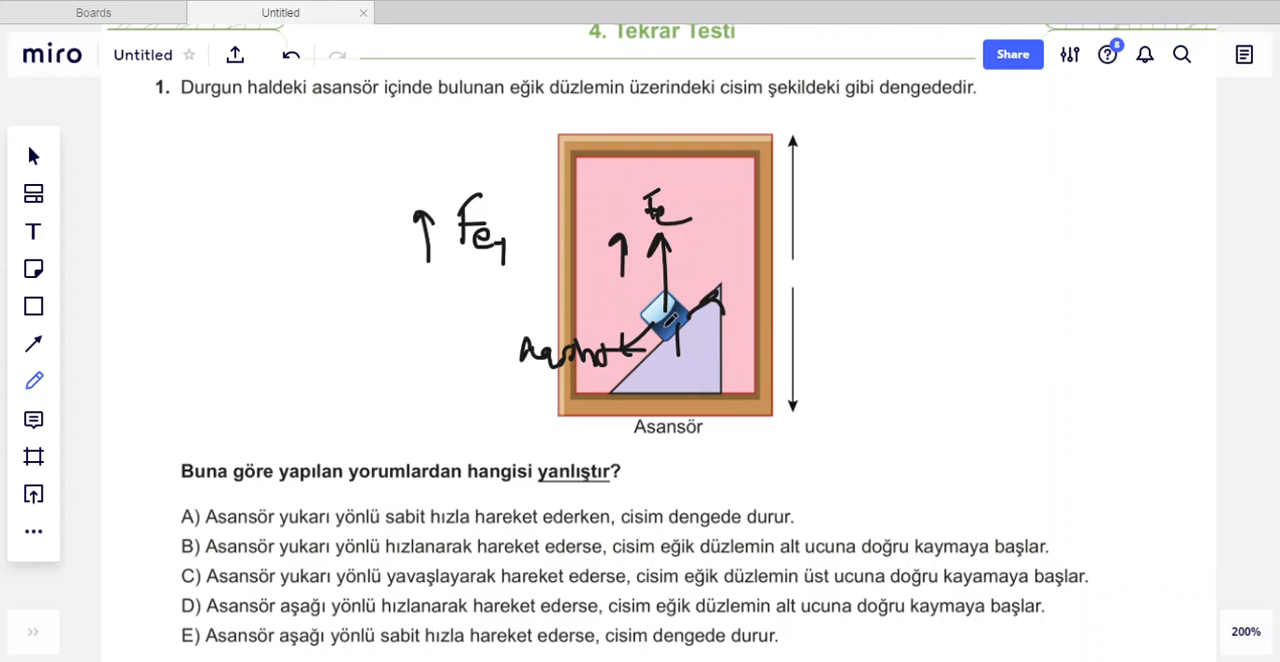 Boards
Untitled
4. Tekrar Testi
miro
Untitled
Share
8
1. Durgun haldeki asansör içinde bulunan eğik düzlemin üzerindeki cisim şekildeki gibi dengededir.
Fe
Fe1
Asansör
Buna göre yapılan yorumlardan hangisi yanlıştır?
A) Asansör yukarı yönlü sabit hızla hareket ederken, cisim dengede durur.
B) Asansör yukarı yönlü hızlanarak hareket ederse, cisim eğik düzlemin alt ucuna doğru kaymaya başlar.
C) Asansör yukarı yönlü yavaşlayarak hareket ederse, cisim eğik düzlemin üst ucuna doğru kayamaya başlar.
D) Asansör aşağı yönlü hızlanarak hareket ederse, cisim eğik düzlemin alt ucuna doğru kaymaya başlar.
E) Asansör aşağı yönlü sabit hızla hareket ederse, cisim dengede durur.
200%